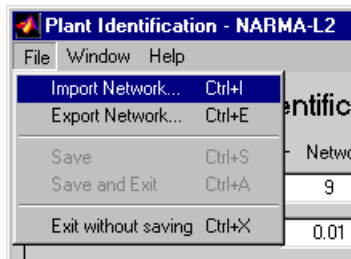 Plant Identification - NARMA-L2
File Window Help
Import Network... Ctrl+I
Export Network... Ctrl+E
Save Ctrl+S
Save and Exit Ctrl+A
Exit without saving Ctrl+X
entific
Netwo
9
0.01